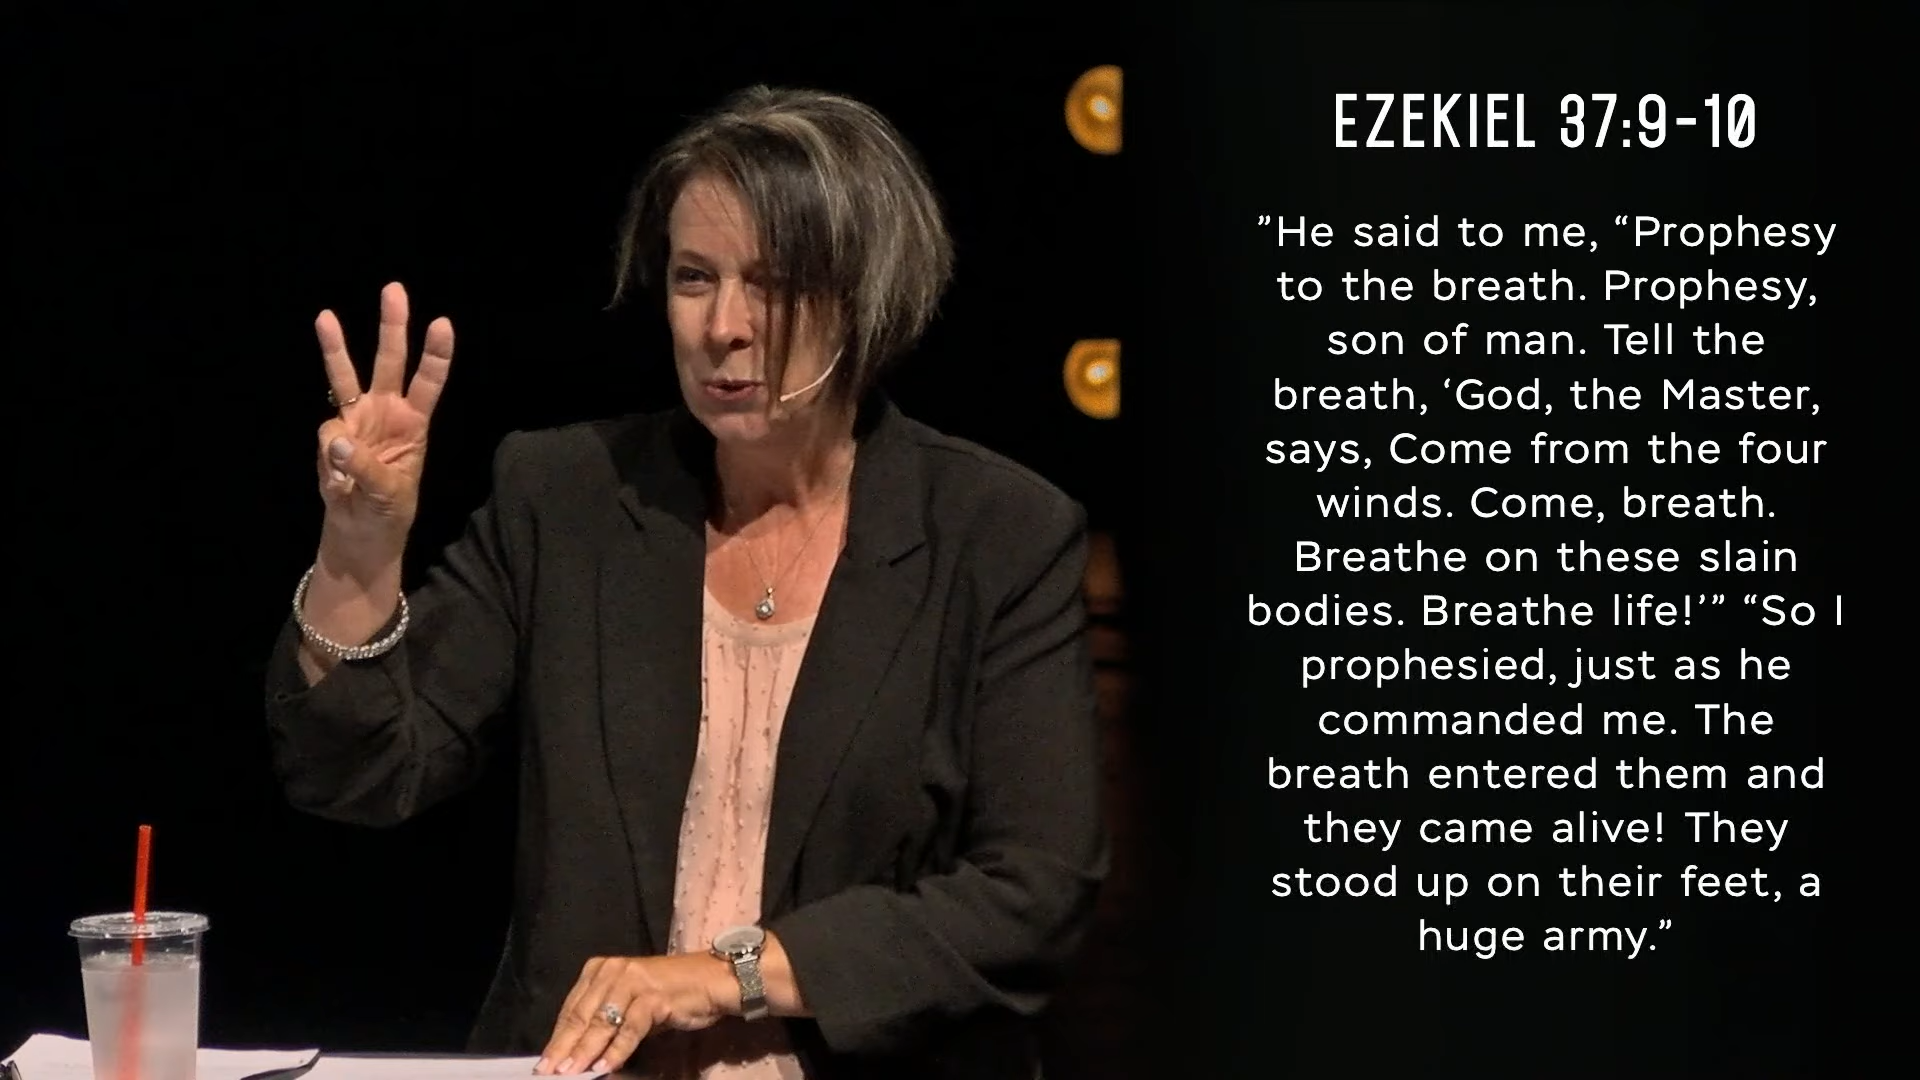 EZEKIEL 37:9-10
”He said to me, “Prophesy
to the breath. Prophesy,
son of man. Tell the
breath, ‘God, the Master,
says, Come from the four
winds. Come, breath.
Breathe on these slain
bodies. Breathe life!’” “So I
prophesied, just as he
commanded me. The
breath entered them and
they came alive! They
stood up on their feet, a
huge army.”